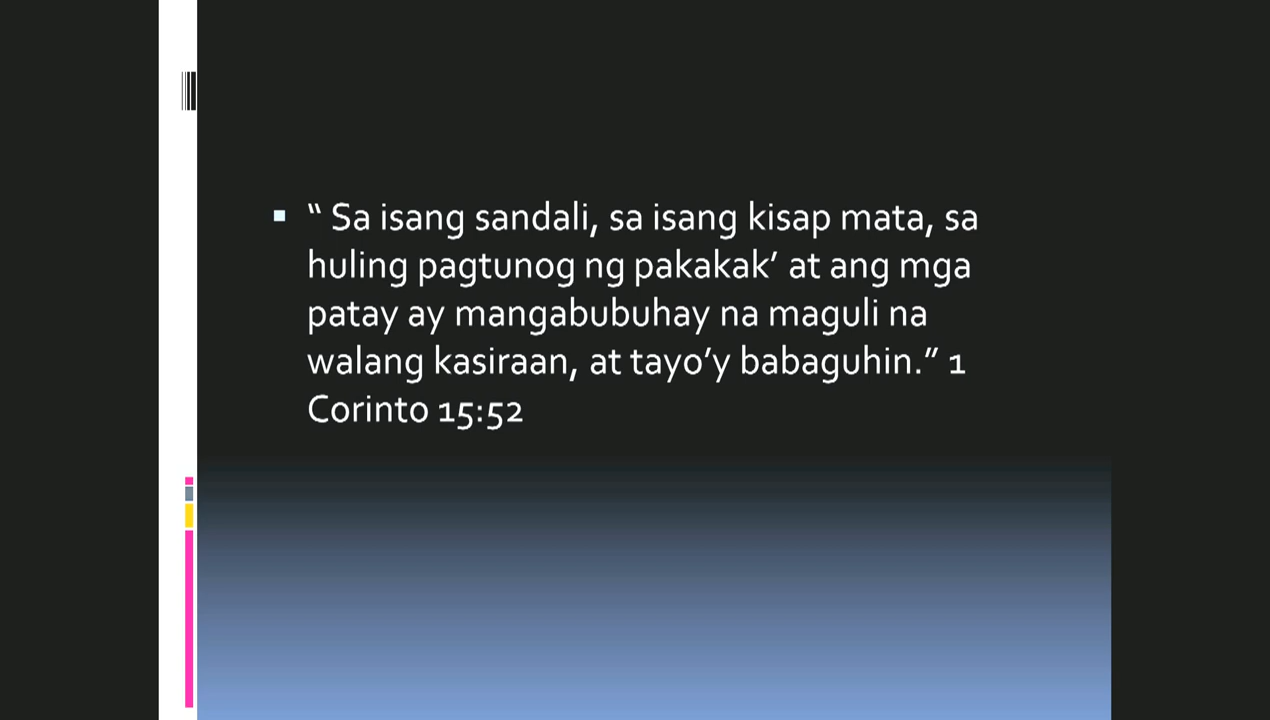 “ Sa isang sandali, sa isang kisap mata, sa
huling pagtunog ng pakakak’ at ang mga
patay ay mangabubuhay na maguli na
walang kasiraan, at tayo’y babaguhin.” 1
Corinto 15:52